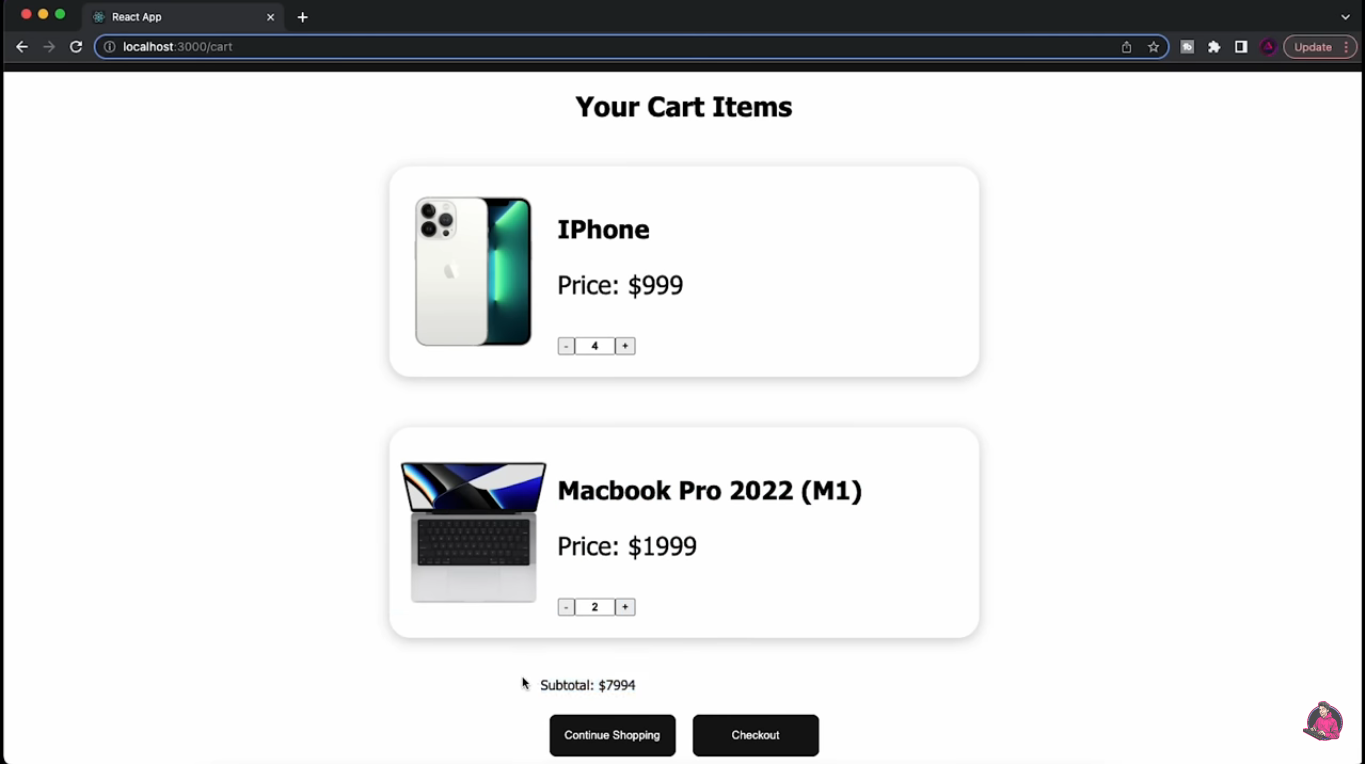 React App
localhost:3000/cart
Update
Your Cart Items
IPhone
Price: $999
- 4 +
Macbook Pro 2022 (M1)
Price: $1999
- 2 +
Subtotal: $7994
Continue Shopping
Checkout